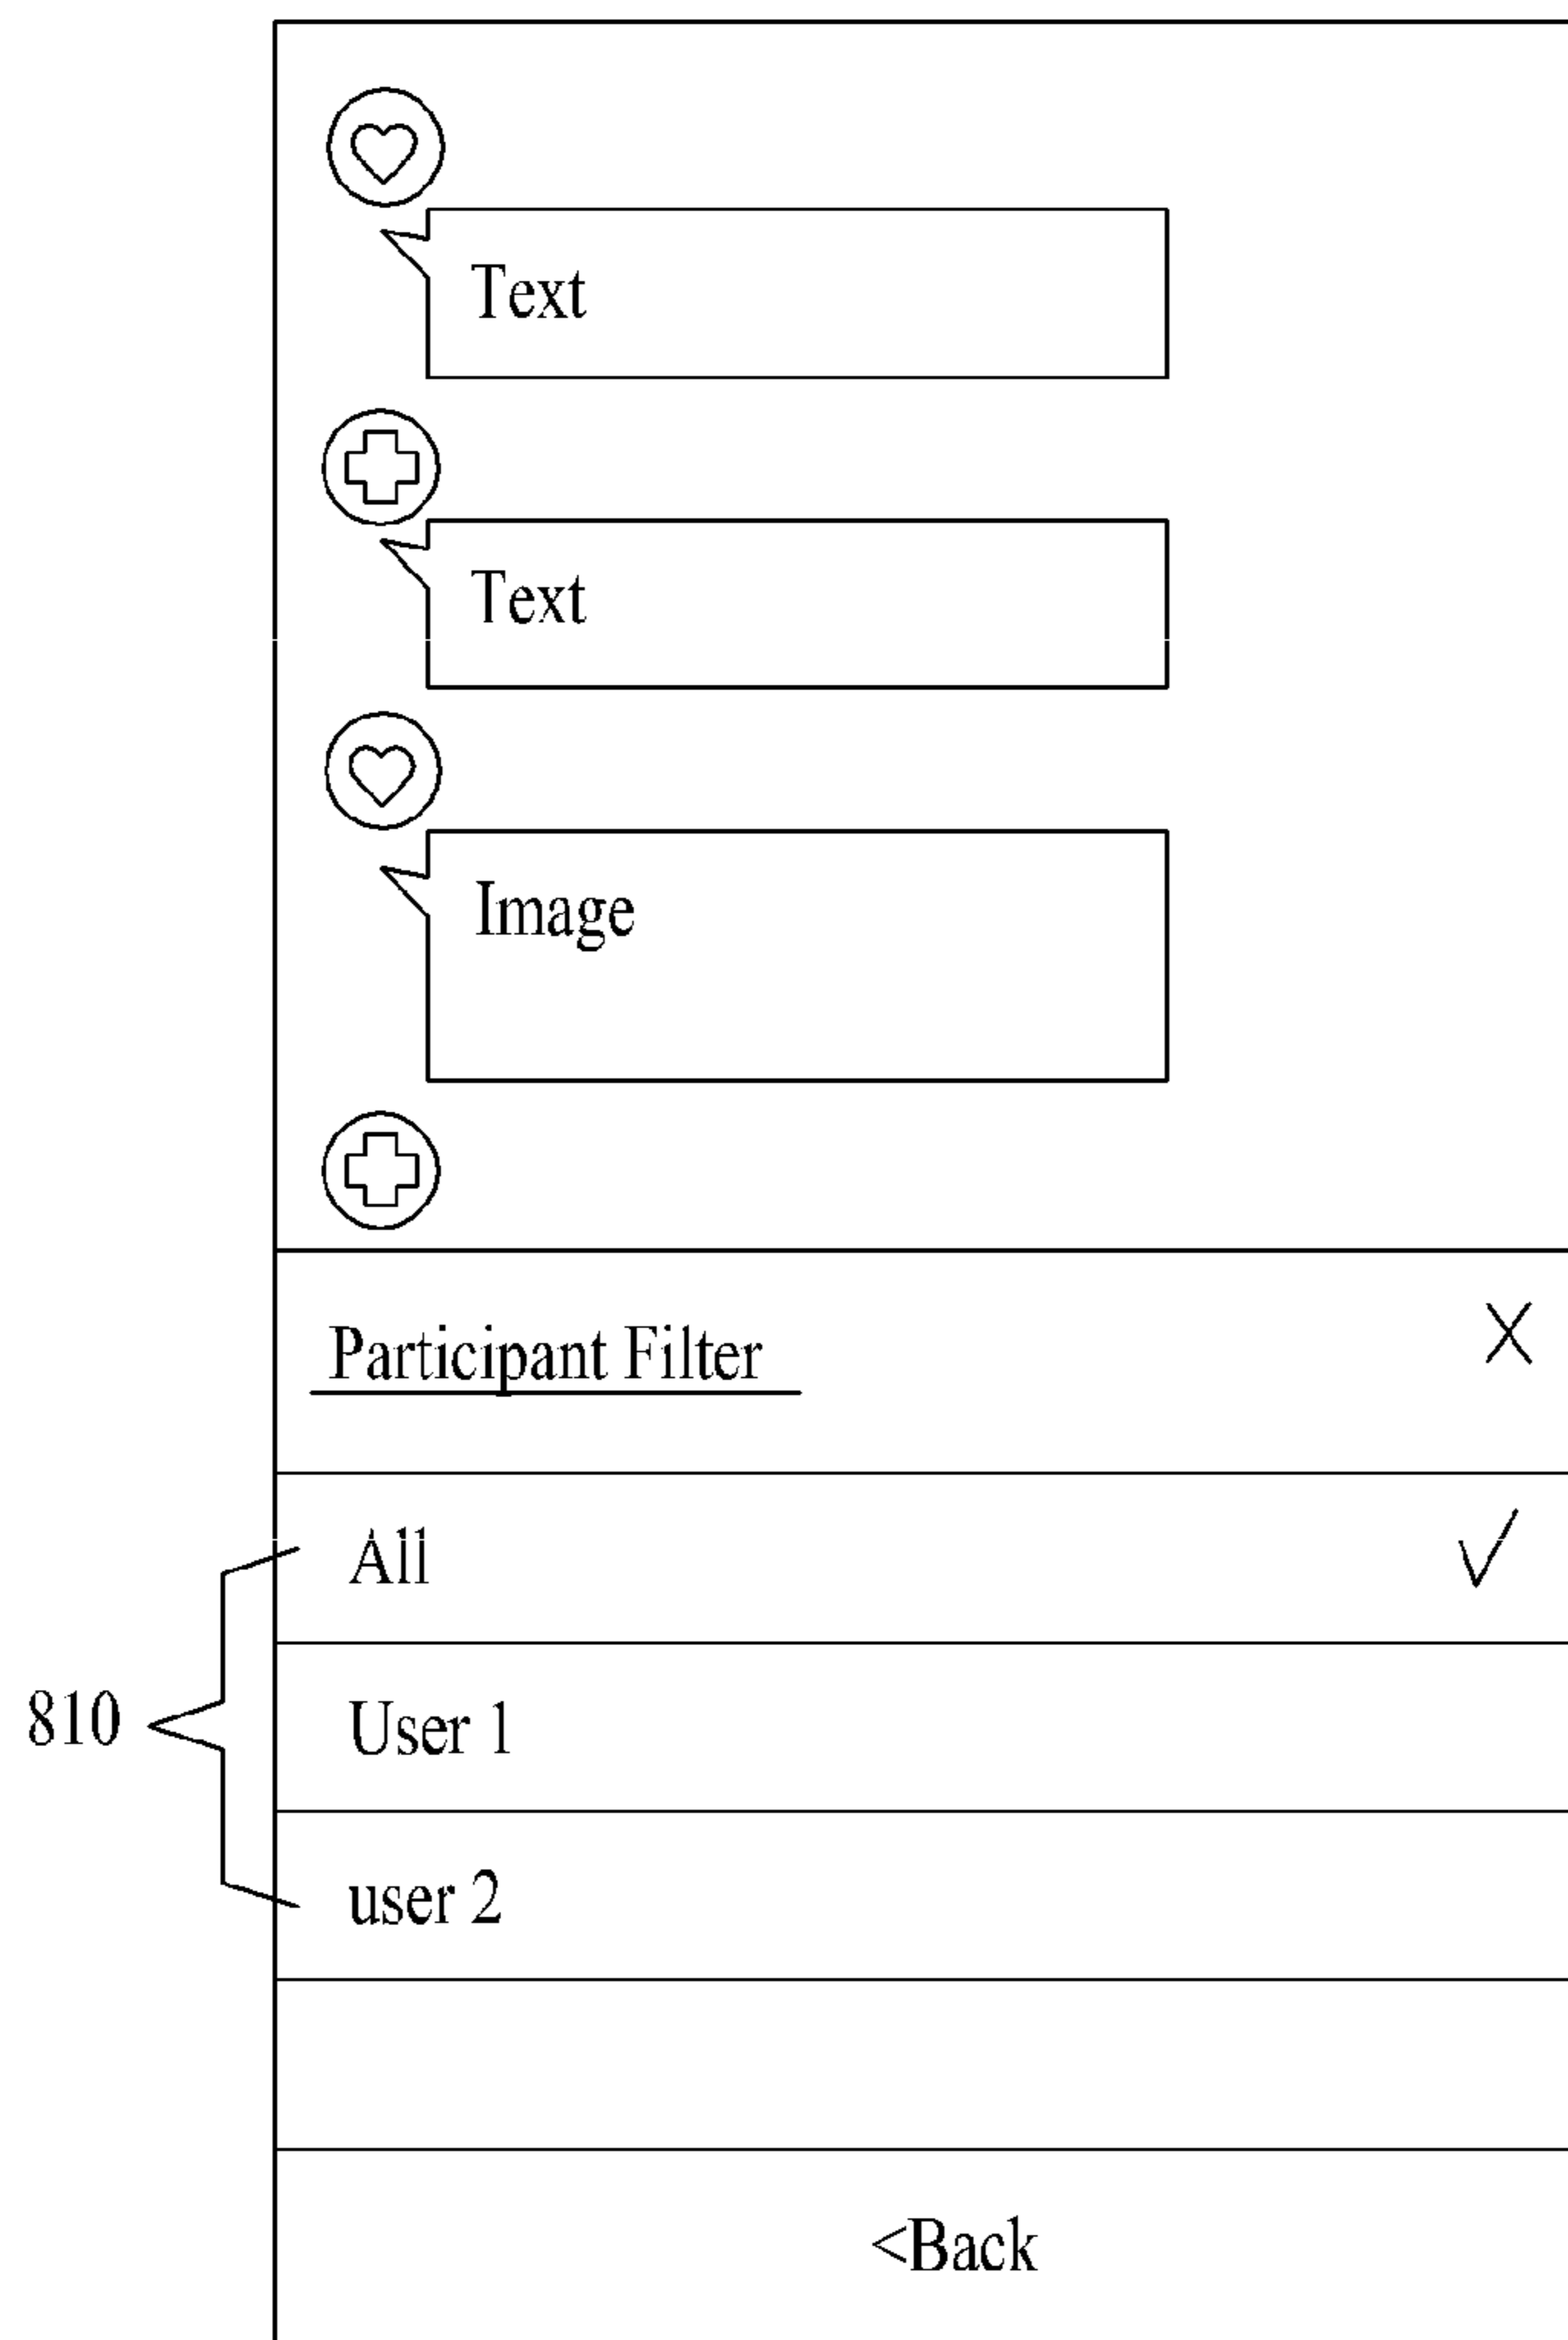 Text
Text
Image
Participant Filter
All
810
User 1
user 2
<Back